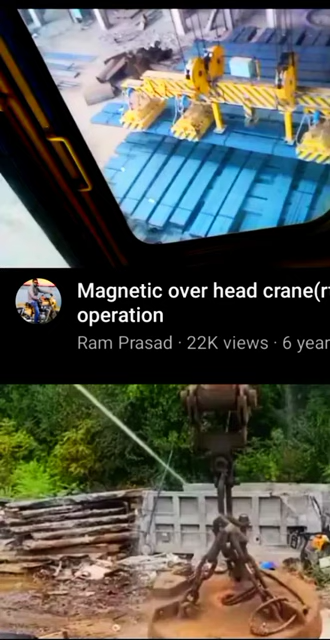 Magnetic over head crane(r
operation
Ram Prasad · 22K views · 6 year